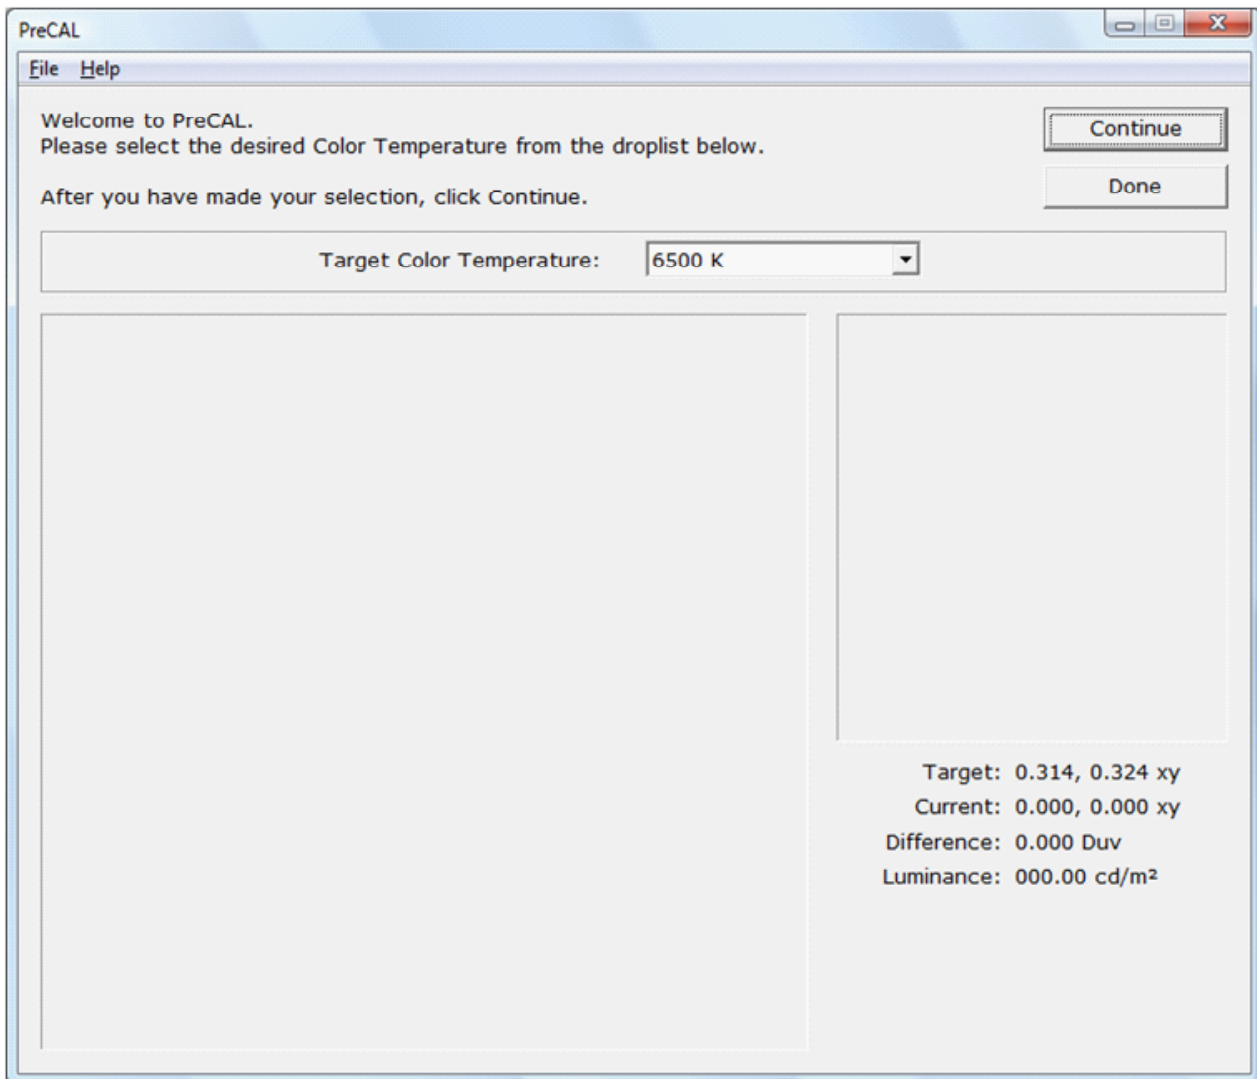 PreCAL
File Help
Welcome to PreCAL.
Please select the desired Color Temperature from the droplist below.
After you have made your selection, click Continue.
Continue
Done
Target Color Temperature: 6500 K
Target: 0.314, 0.324 xy
Current: 0.000, 0.000 xy
Difference: 0.000 Duv
Luminance: 000.00 cd/m²